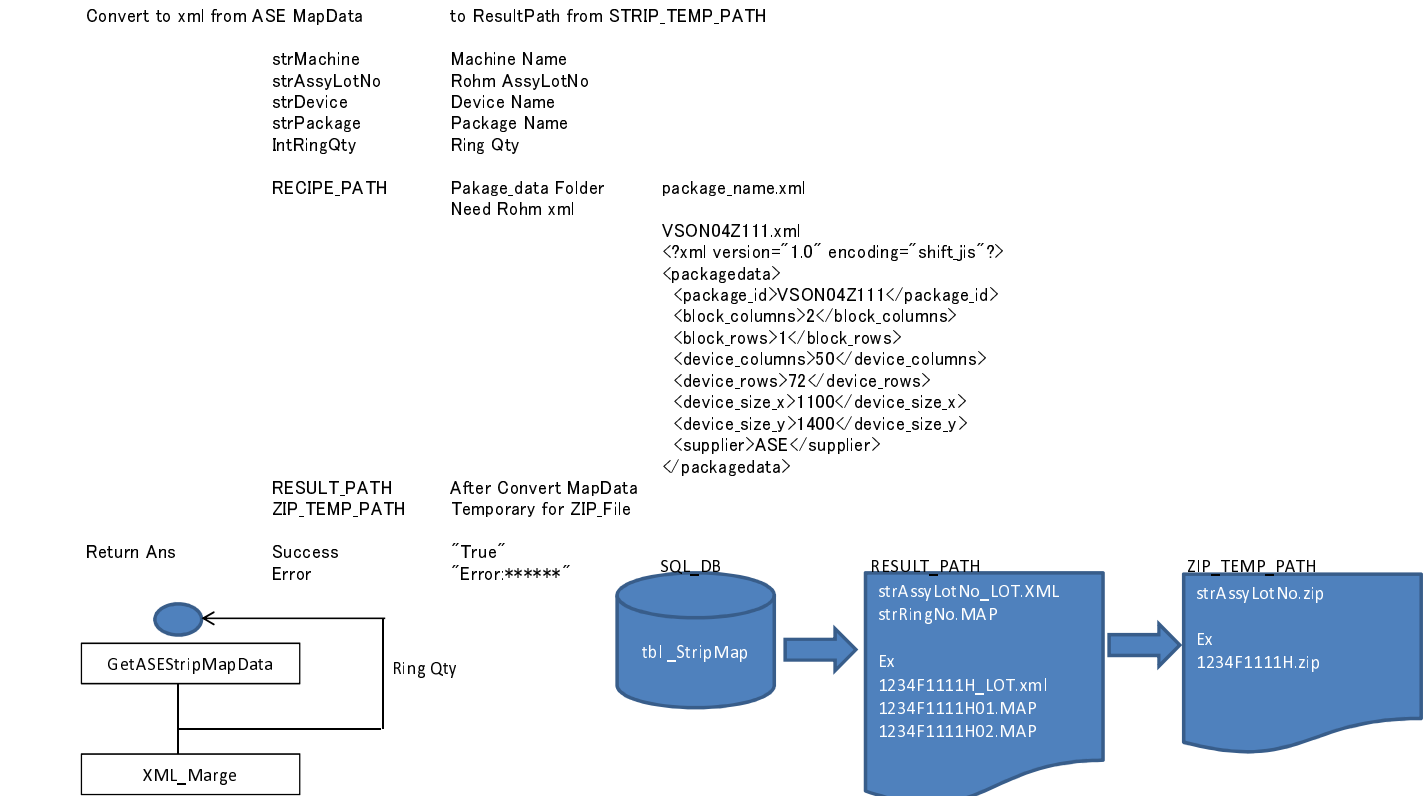 Convert to xml from ASE MapData to ResultPath from STRIP_TEMP_PATH
strMachine Machine Name
strAssyLotNo Rohm AssyLotNo
strDevice Device Name
strPackage Package Name
IntRingQty Ring Qty
RECIPE_PATH Pakage_data Folder package_name.xml
Need Rohm xml
VSON04Z111.xml
<?xml version="1.0" encoding="shift_jis"?>
<packagedata>
<package_id>VSON04Z111</package_id>
<block_columns>2</block_columns>
<block_rows>1</block_rows>
<device_columns>50</device_columns>
<device_rows>72</device_rows>
<device_size_x>1100</device_size_x>
<device_size_y>1400</device_size_y>
<supplier>ASE</supplier>
</packagedata>
RESULT_PATH After Convert MapData
ZIP_TEMP_PATH Temporary for ZIP_File
Return Ans Success "True"
Error "Error:******"
GetASEStripMapData
Ring Qty
XML_Marge
SQL_DB
tbl_StripMap
RESULT_PATH
strAssyLotNo_LOT.XML
strRingNo.MAP
Ex
1234F1111H_LOT.xml
1234F1111H01.MAP
1234F1111H02.MAP
ZIP_TEMP_PATH
strAssyLotNo.zip
Ex
1234F1111H.zip